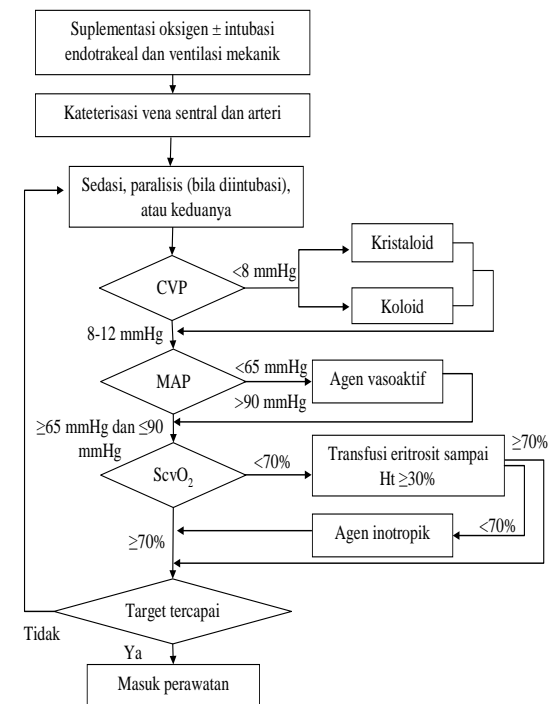 Suplementasi oksigen ± intubasi
endotrakeal dan ventilasi mekanik
Kateterisasi vena sentral dan arteri
Sedasi, paralisis (bila diintubasi),
atau keduanya
CVP
<8 mmHg
Kristaloid
Koloid
8-12 mmHg
MAP
<65 mmHg
>90 mmHg
Agen vasoaktif
≥65 mmHg dan ≤90
mmHg
ScvO₂
<70%
Transfusi eritrosit sampai
Ht ≥30%
≥70%
<70%
Agen inotropik
≥70%
Target tercapai
Tidak
Ya
Masuk perawatan